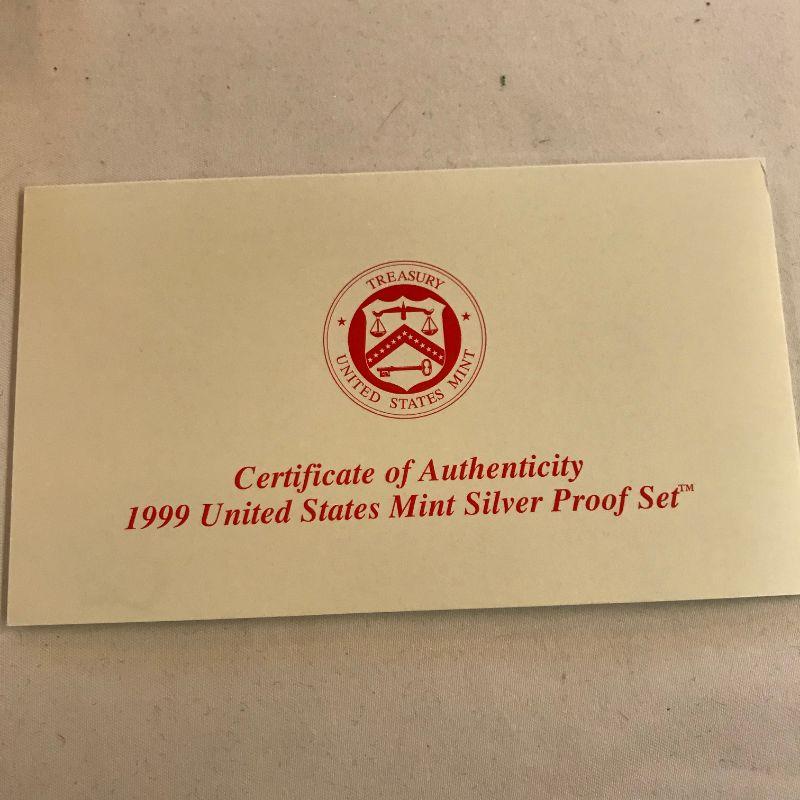 TREASURY
UNITED STATES MINT
Certificate of Authenticity
1999 United States Mint Silver Proof Set™